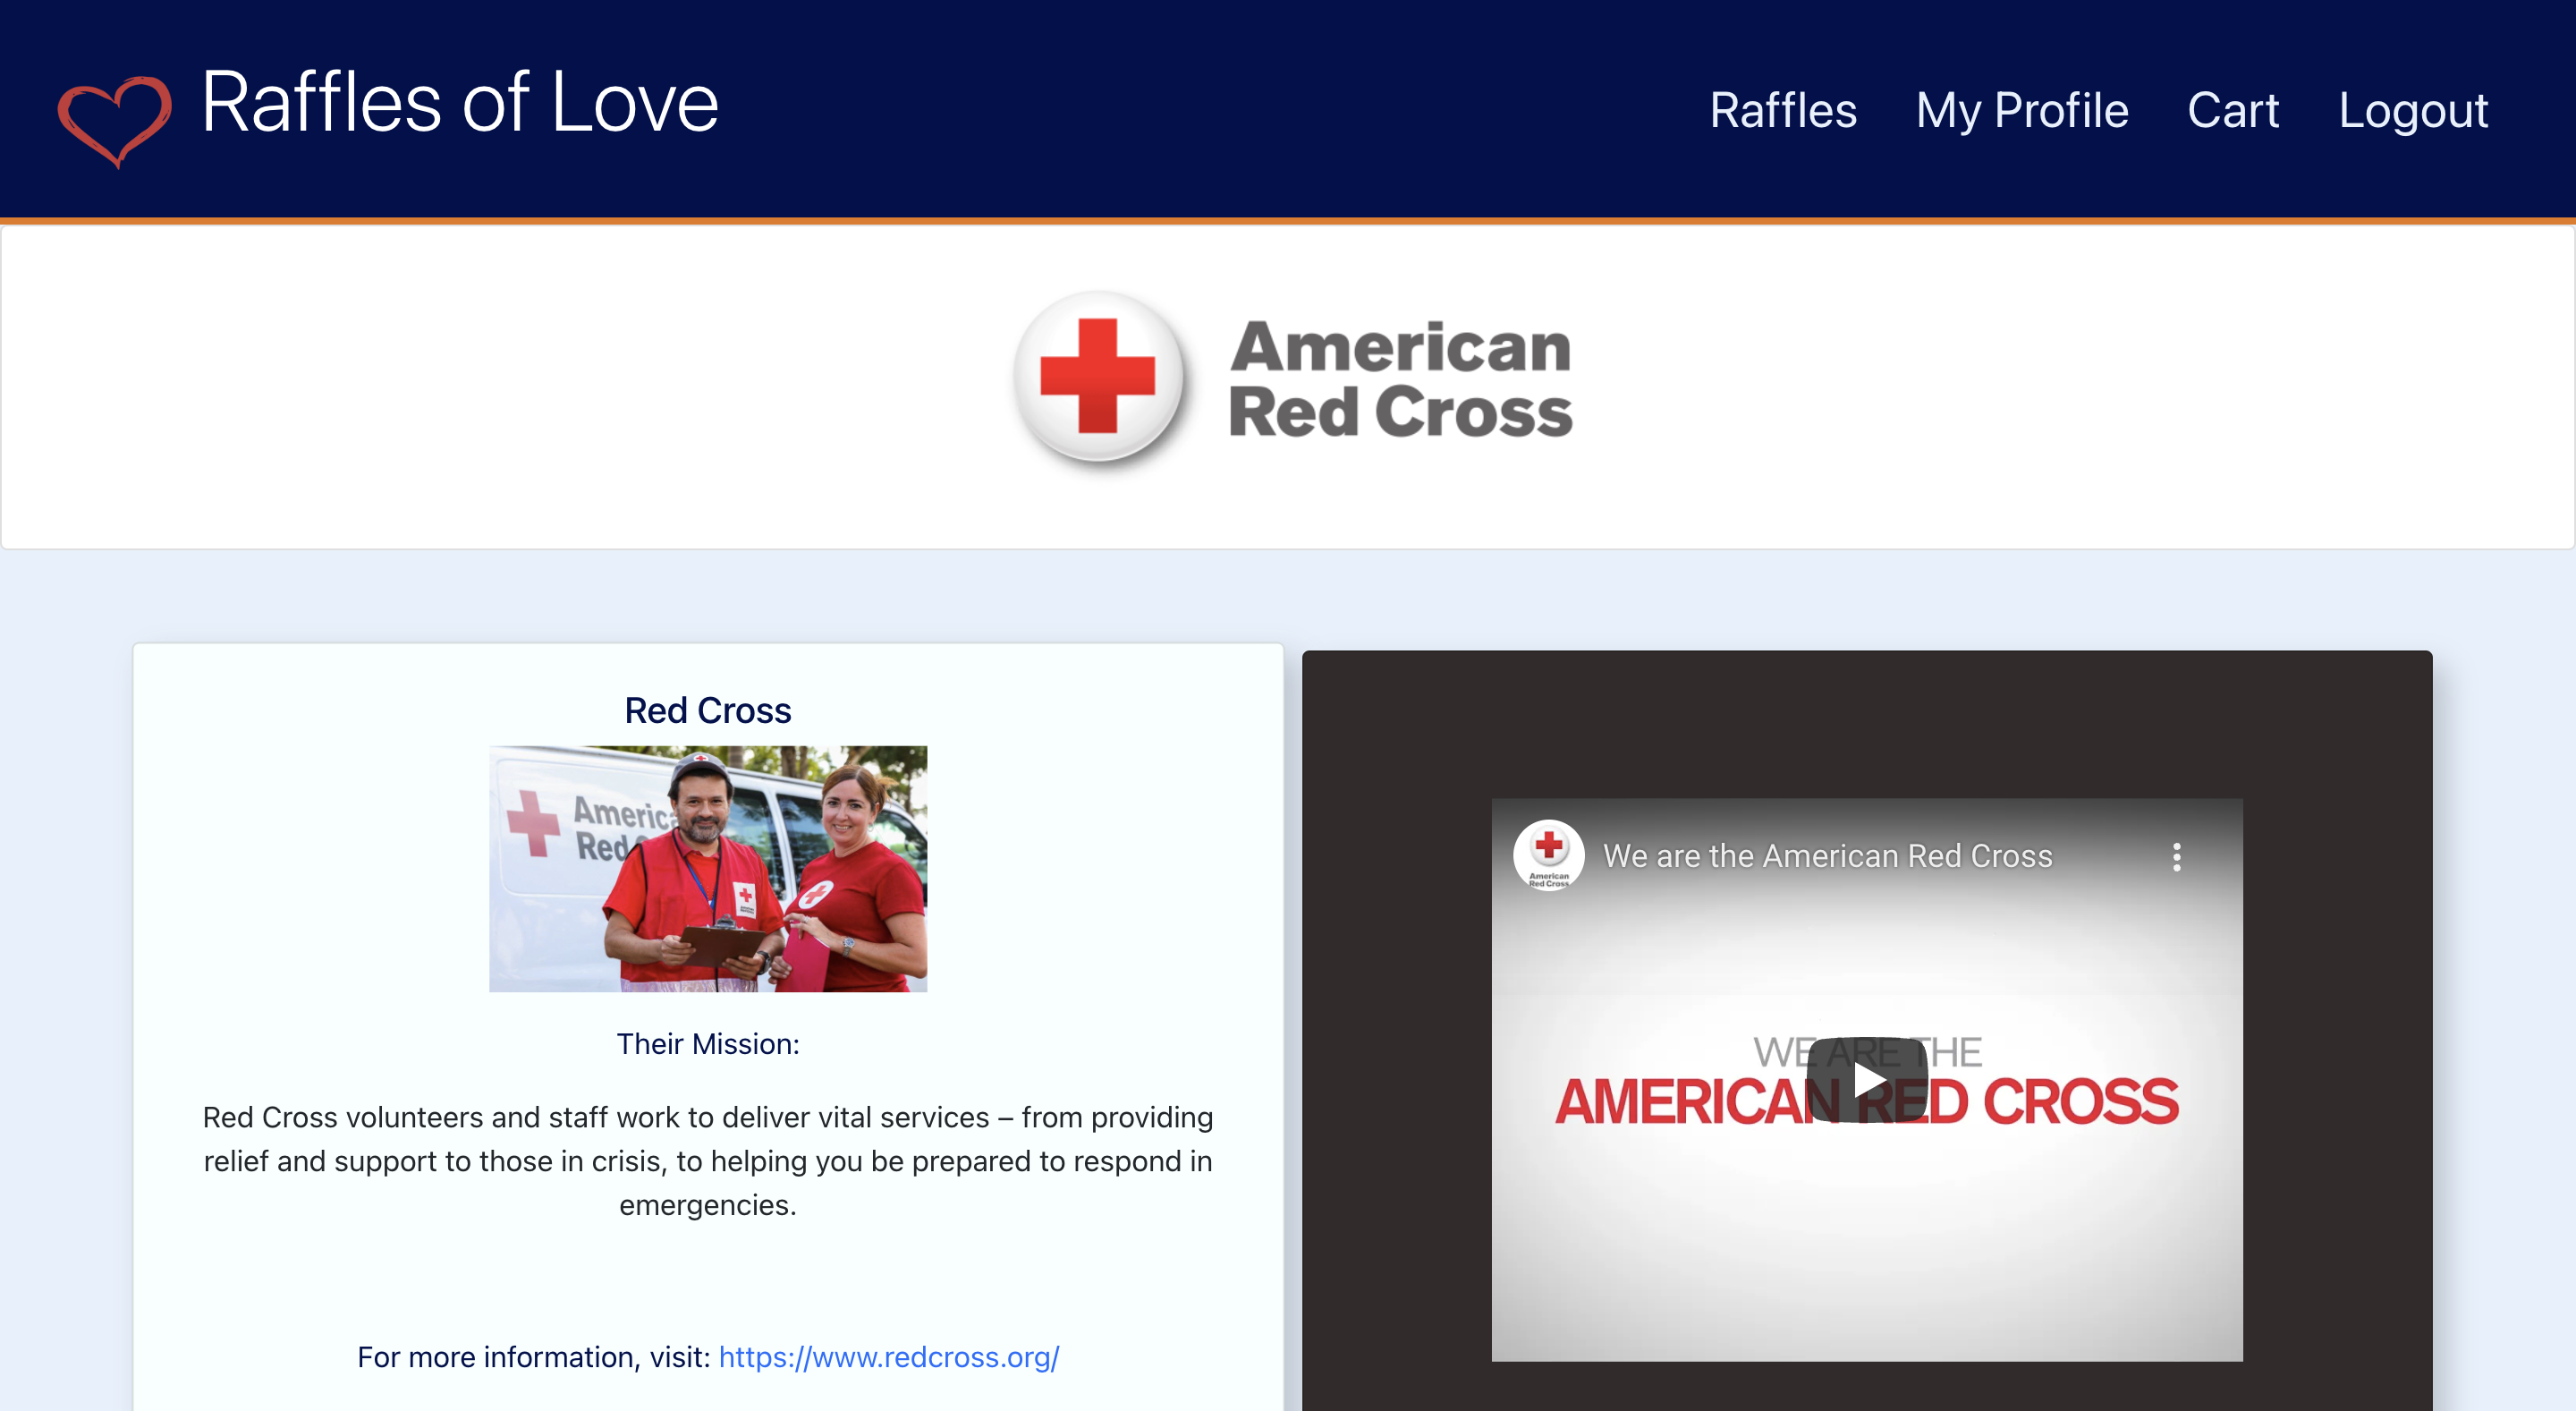 Raffles of Love
Raffles My Profile Cart Logout
American
Red Cross
Red Cross
Americ
Red
Their Mission:
Red Cross volunteers and staff work to deliver vital services – from providing
relief and support to those in crisis, to helping you be prepared to respond in
emergencies.
For more information, visit: https://www.redcross.org/
American
Red Cross
We are the American Red Cross
WE ARE THE
AMERICAN RED CROSS